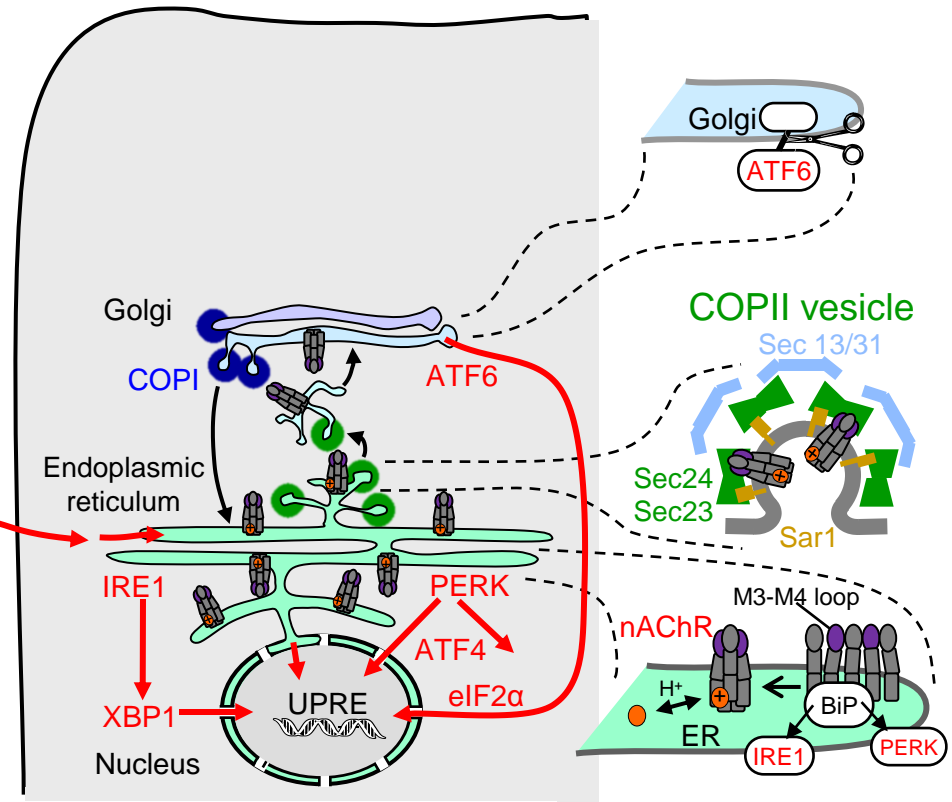 Golgi
ATF6
COPII vesicle
Sec 13/31
Golgi
COPI
ATF6
Endoplasmic
reticulum
Sec24
Sec23
Sar1
IRE1
PERK
M3-M4 loop
nAChR
ATF4
H+
BiP
UPRE
eIF2α
XBP1
ER
IRE1
PERK
Nucleus